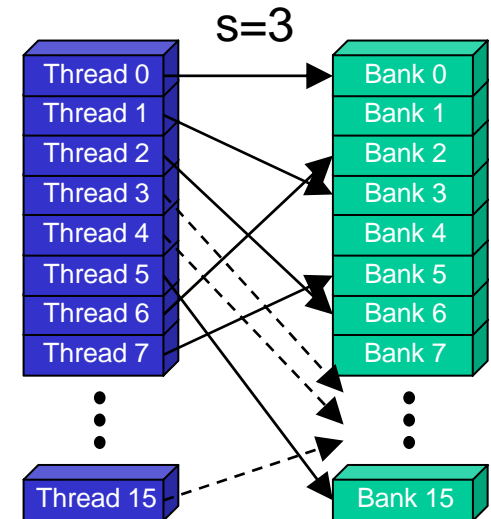 s=3
Thread 0
Thread 1
Thread 2
Thread 3
Thread 4
Thread 5
Thread 6
Thread 7
Thread 15
Bank 0
Bank 1
Bank 2
Bank 3
Bank 4
Bank 5
Bank 6
Bank 7
Bank 15